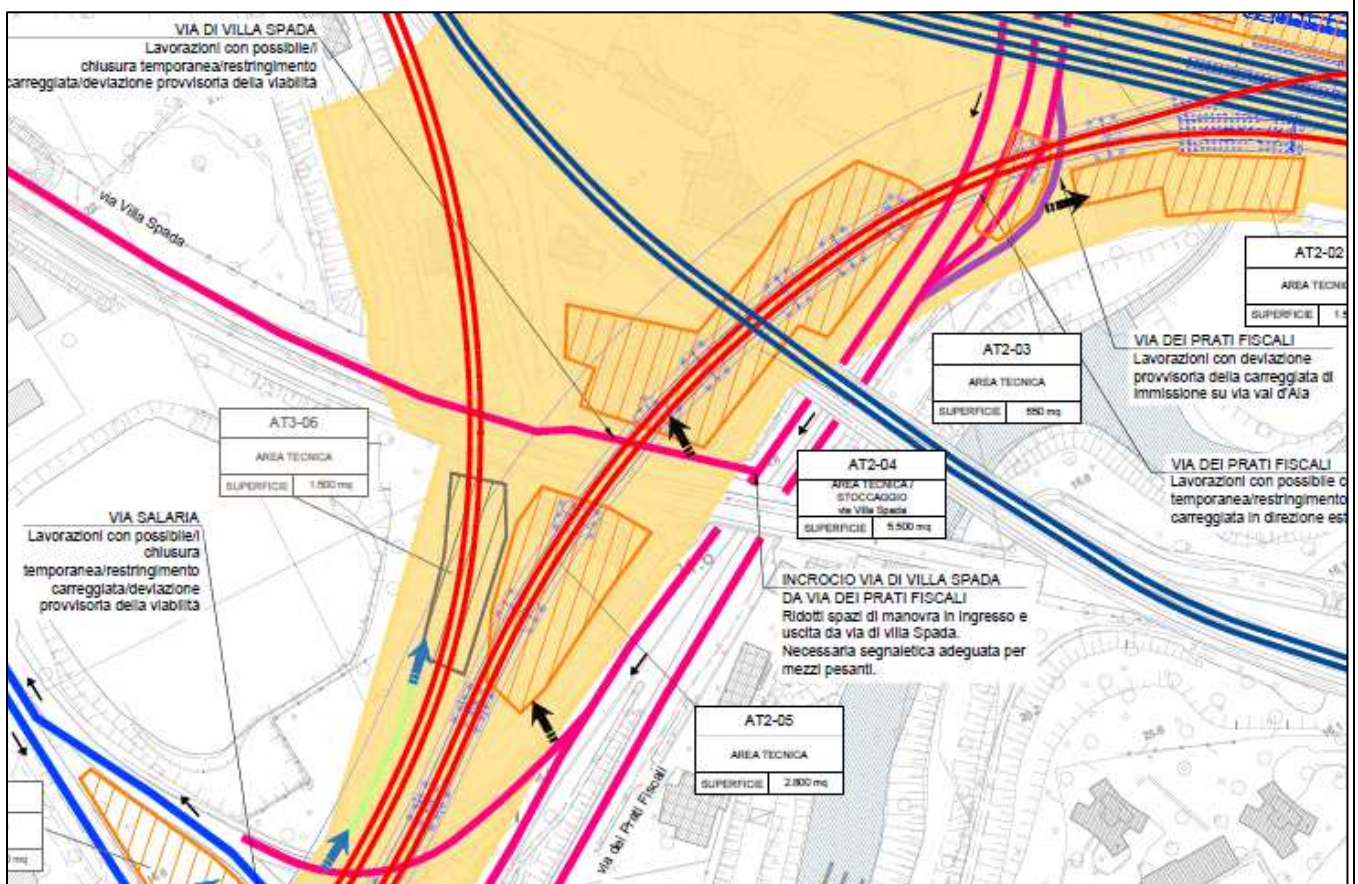 VIA DI VILLA SPADA
Lavorazioni con possibile/i
chiusura temporanea/restringimento
carreggiata/deviazione provvisoria della viabilità
via Villa Spada
AT2-02
AREA TECNIC
SUPERFICIE
VIA DEI PRATI FISCALI
Lavorazioni con deviazione
provvisoria della carreggiata di
immissione su via val d'Ala
AT2-03
AREA TECNICA
SUPERFICIE 550 mq
VIA DEI PRATI FISCALI
Lavorazioni con possibile c
temporanea/restringimento
carreggiata in direzione est
AT3-06
AREA TECNICA
SUPERFICIE 1.500 mq
AT2-04
AREA TECNICA /
STOCCAGGIO
via Villa Spada
SUPERFICIE 5.500 mq
VIA SALARIA
Lavorazioni con possibile/i
chiusura
temporanea/restringimento
carreggiata/deviazione
provvisoria della viabilità
INCROCIO VIA DI VILLA SPADA
DA VIA DEI PRATI FISCALI
Ridotti spazi di manovra in ingresso e
uscita da via di villa Spada.
Necessaria segnaletica adeguata per
mezzi pesanti.
AT2-05
AREA TECNICA
SUPERFICIE 2.800 mq
via dei Prati Fiscali